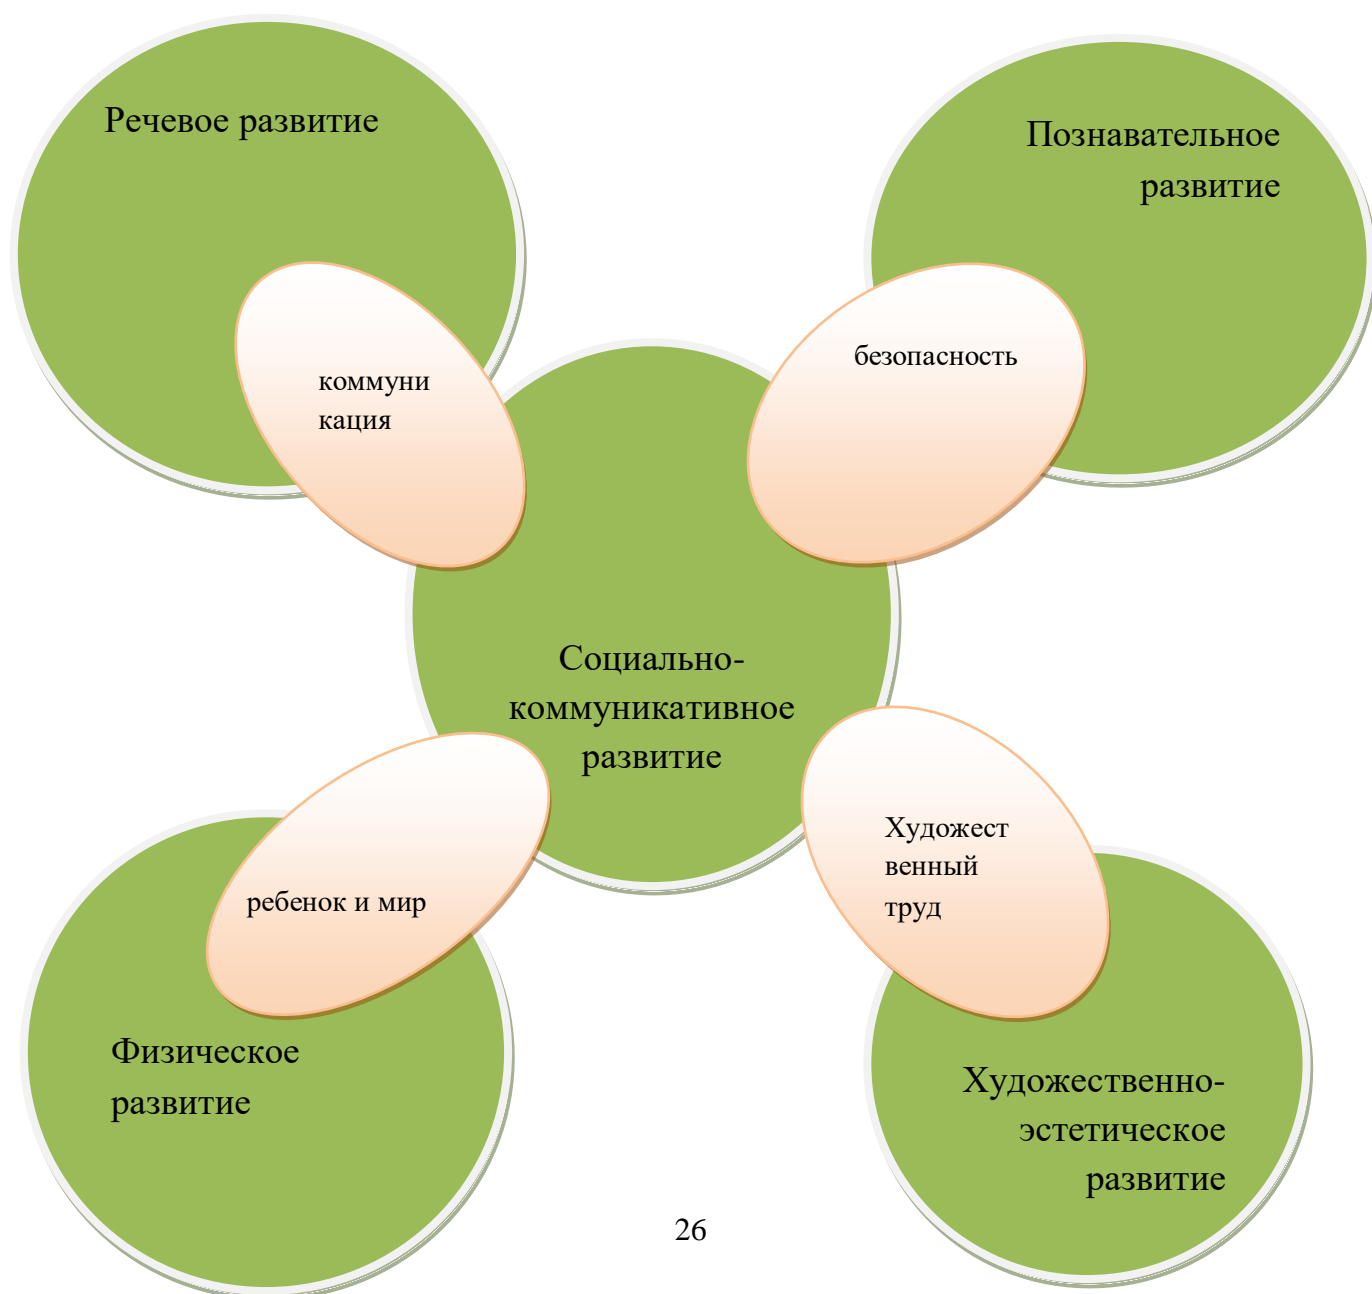 Речевое развитие
Познавательное
развитие
безопасность
коммуни
кация
Социально-
коммуникативное
развитие
Художест
венный
труд
ребенок и мир
Физическое
развитие
Художественно-
эстетическое
развитие
26